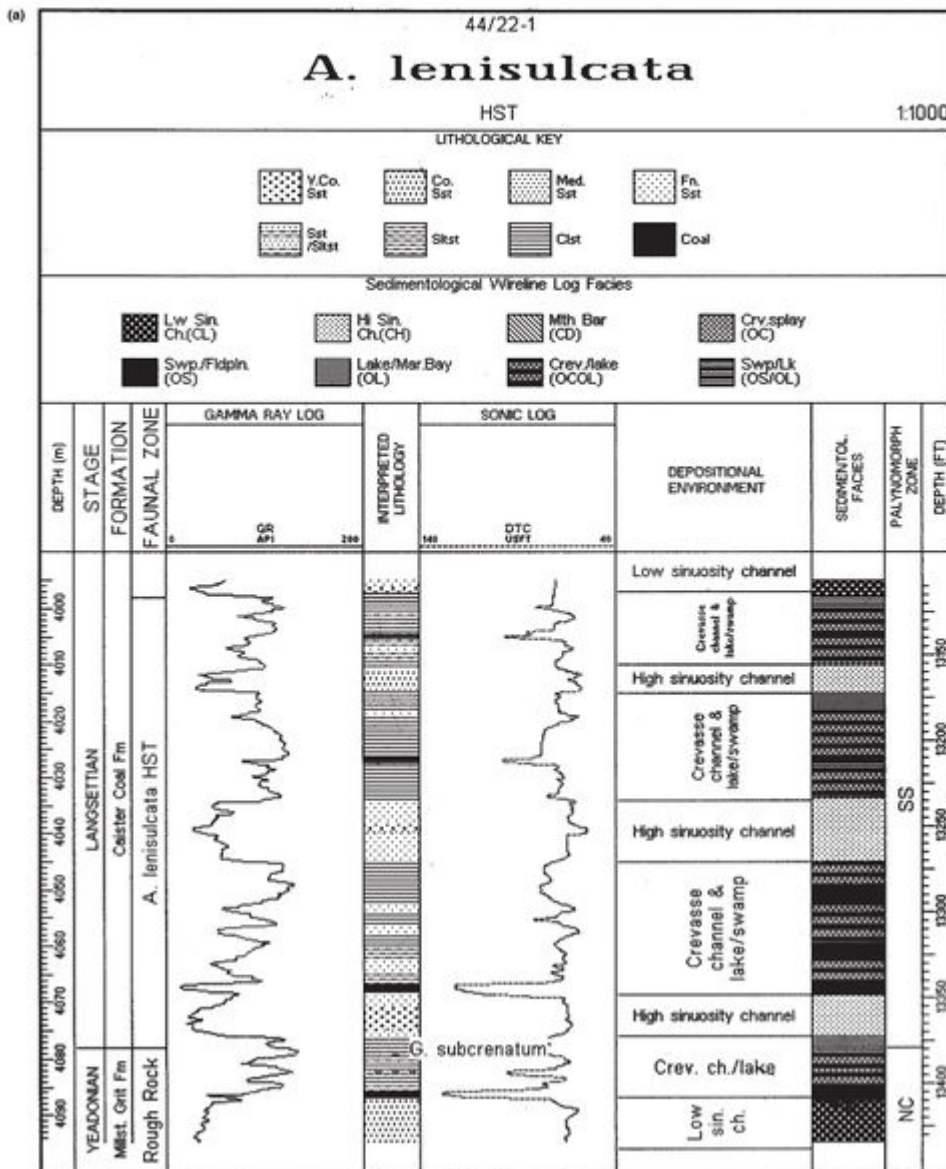 (a)
44/22-1
A. lenisulcata
HST
1:1000
LITHOLOGICAL KEY
V.Co. Sst
Co. Sst
Med. Sst
Fn. Sst
Sst /Sltst
Sltst
Clst
Coal
Sedimentological Wireline Log Facies
Lw Sin. Ch.(CL)
Hi Sin. Ch.(CH)
Mth Bar (CD)
Crv.splay (OC)
Swp./Fldpln. (OS)
Lake/Mar.Bay (OL)
Crev./lake (OCOL)
Swp/Lk (OS/OL)
DEPTH (m)
STAGE
FORMATION
FAUNAL ZONE
GAMMA RAY LOG
GR
0 API 200
INTERPRETED LITHOLOGY
SONIC LOG
DTC
140 USFT 40
DEPOSITIONAL ENVIRONMENT
SEDIMENTOL. FACIES
PALYNOMORPH ZONE
DEPTH (FT)
4000
4010
4020
4030
4040
4050
4060
4070
4080
4090
LANGSETTIAN
YEADONIAN
Caister Coal Fm
Millst. Grit Fm
A. lenisulcata HST
Rough Rock
G. subcrenatum
Low sinuosity channel
Crevasse channel & lake/swamp
High sinuosity channel
Crevasse channel & lake/swamp
High sinuosity channel
Crevasse channel & lake/swamp
High sinuosity channel
Crev. ch./lake
Low sin. ch.
SS
NC
13150
13200
13250
13300
13350
13400